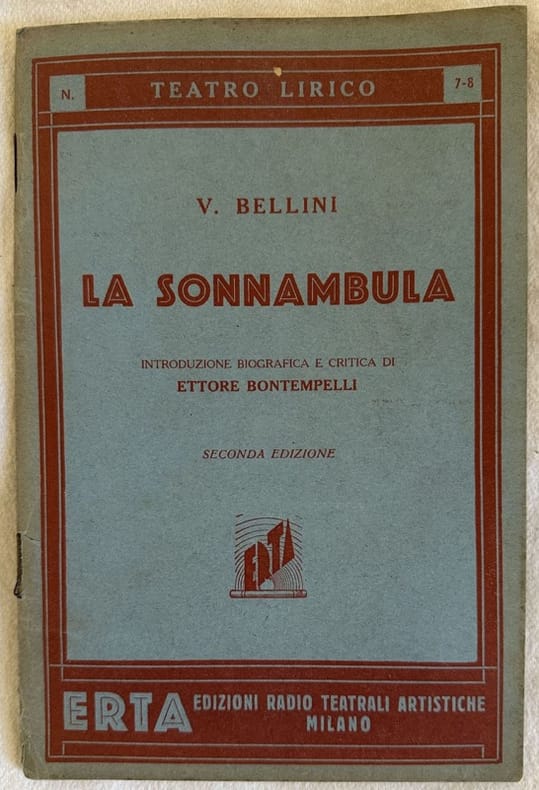 N. TEATRO LIRICO 7-8
V. BELLINI
LA SONNAMBULA
INTRODUZIONE BIOGRAFICA E CRITICA DI
ETTORE BONTEMPELLI
SECONDA EDIZIONE
ERTA
ERTA EDIZIONI RADIO TEATRALI ARTISTICHE
MILANO